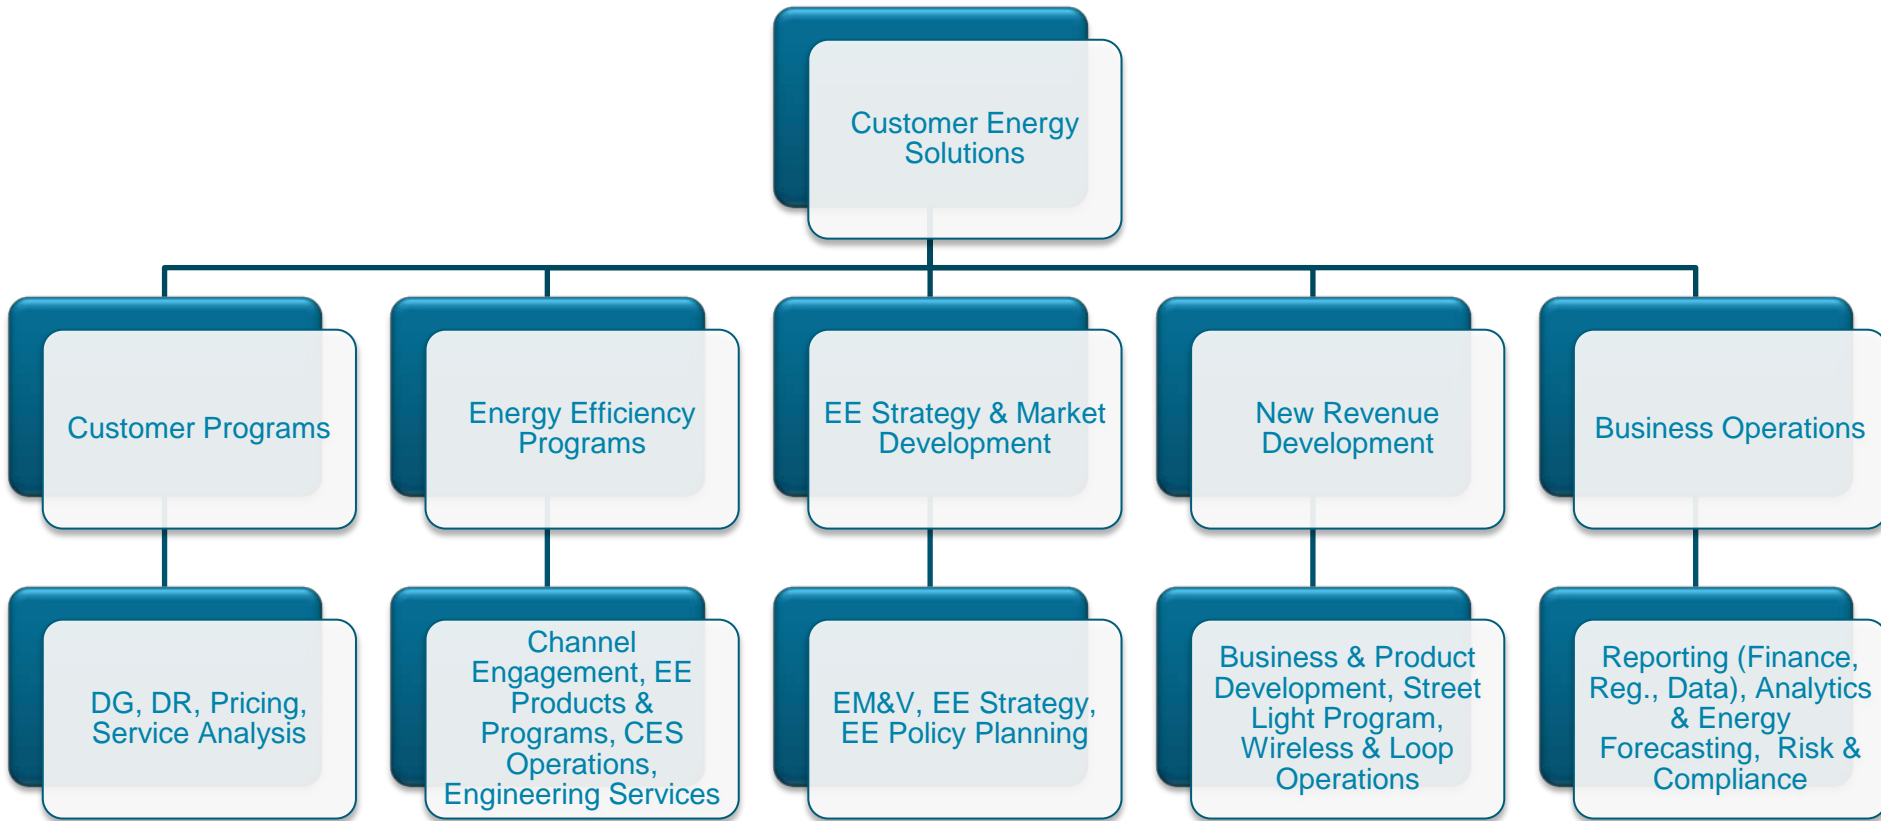 Customer Energy
Solutions
Customer Programs
Energy Efficiency
Programs
EE Strategy & Market
Development
New Revenue
Development
Business Operations
DG, DR, Pricing,
Service Analysis
Channel
Engagement, EE
Products &
Programs, CES
Operations,
Engineering Services
EM&V, EE Strategy,
EE Policy Planning
Business & Product
Development, Street
Light Program,
Wireless & Loop
Operations
Reporting (Finance,
Reg., Data), Analytics
& Energy
Forecasting,  Risk &
Compliance